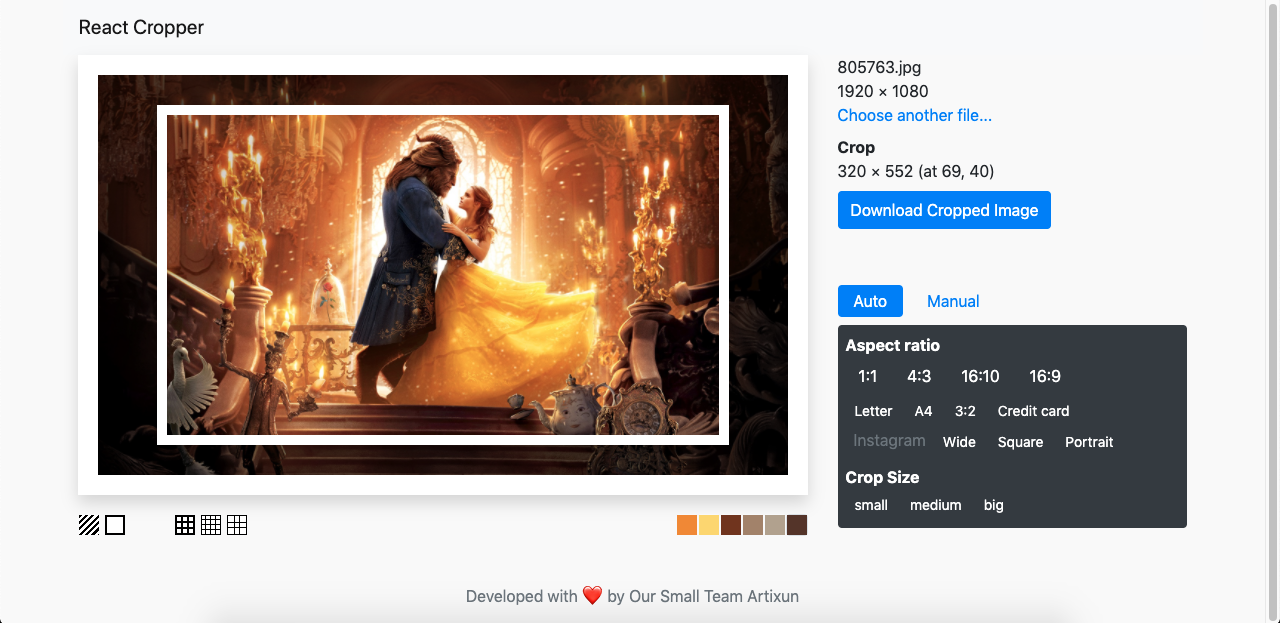 React Cropper
805763.jpg
1920 × 1080
Choose another file...
Crop
320 × 552 (at 69, 40)
Download Cropped Image
Auto Manual
Aspect ratio
1:1 4:3 16:10 16:9
Letter A4 3:2 Credit card
Instagram Wide Square Portrait
Crop Size
small medium big
Developed with ❤️ by Our Small Team Artixun